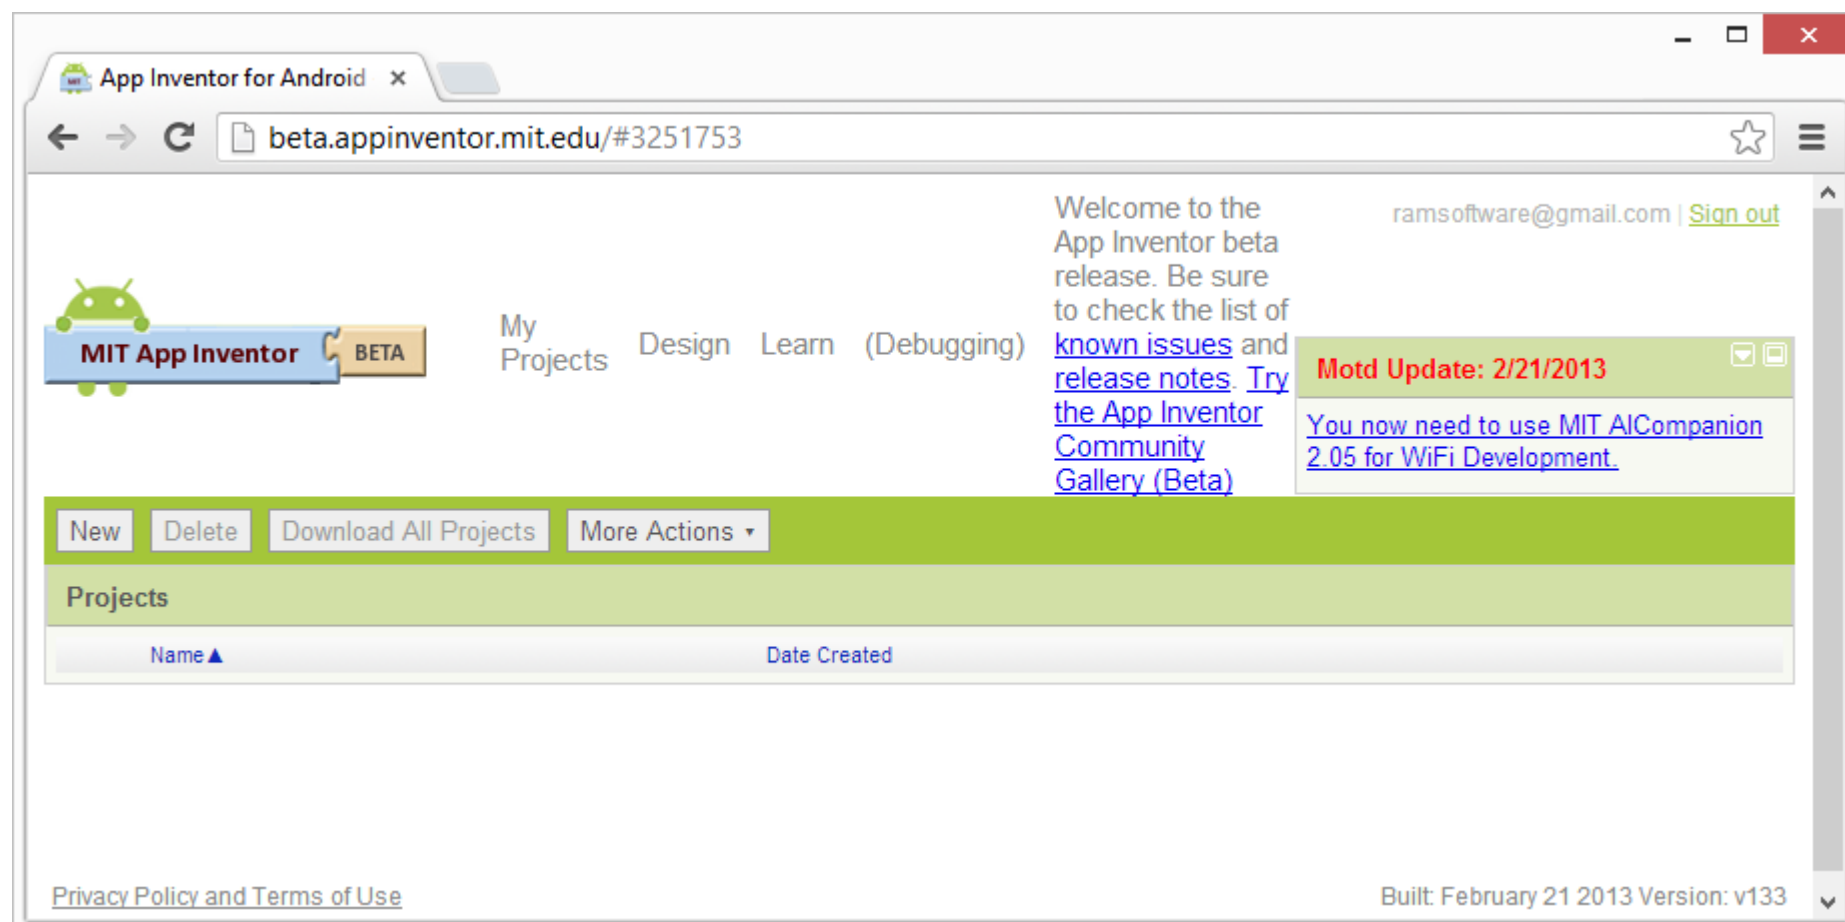 App Inventor for Android
beta.appinventor.mit.edu/#3251753
ramsoftware@gmail.com | Sign out
MIT App Inventor BETA
My
Projects
Design Learn (Debugging)
Welcome to the
App Inventor beta
release. Be sure
to check the list of
known issues and
release notes. Try
the App Inventor
Community
Gallery (Beta)
Motd Update: 2/21/2013
You now need to use MIT AICompanion
2.05 for WiFi Development.
New Delete Download All Projects More Actions
Projects
Name Date Created
Privacy Policy and Terms of Use Built: February 21 2013 Version: v133